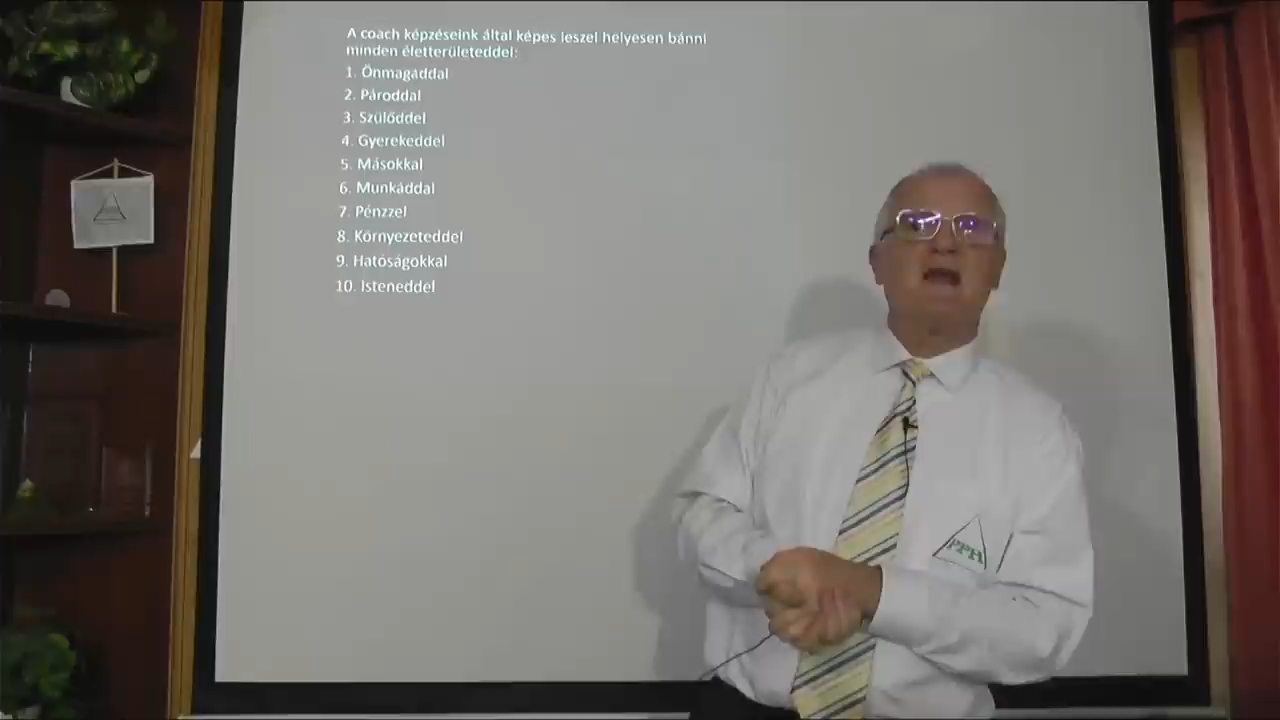 A coach képzéseink által képes leszel helyesen bánni
minden életterületeddel:
1. Önmagaddal
2. Pároddal
3. Szülőddel
4. Gyerekeddel
5. Másokkal
6. Munkáddal
7. Pénzzel
8. Környezeteddel
9. Hatóságokkal
10. Isteneddel
PPH